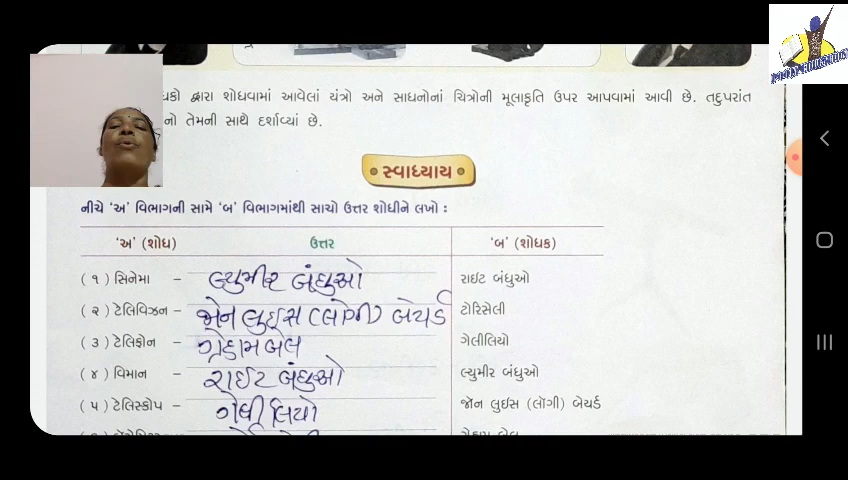 ધકો દ્વારા શોધવામાં આવેલાં યંત્રો અને સાધનોનાં ચિત્રોની મૂલાકૃતિ ઉપર આપવામાં આવી છે. તદુપરાંત
નો તેમની સાથે દર્શાવ્યાં છે.
• સ્વાધ્યાય •
નીચે ‘અ’ વિભાગની સામે ‘બ’ વિભાગમાંથી સાચો ઉત્તર શોધીને લખો :
‘અ’ (શોધ) ઉત્તર ‘બ’ (શોધક)
(૧) સિનેમા - લ્યુમીર બંધુઓ રાઇટ બંધુઓ
(૨) ટેલિવિઝન - જોન લુઇસ (લોગી) બેયર્ડ ટોરિસેલી
(૩) ટેલિફોન - ગ્રેહામ બેલ ગેલીલિયો
(૪) વિમાન - રાઈટ બંધુઓ લ્યુમીર બંધુઓ
(૫) ટેલિસ્કોપ - ગેલીલિયો જૉન લુઇસ (લૉગી) બેયર્ડ